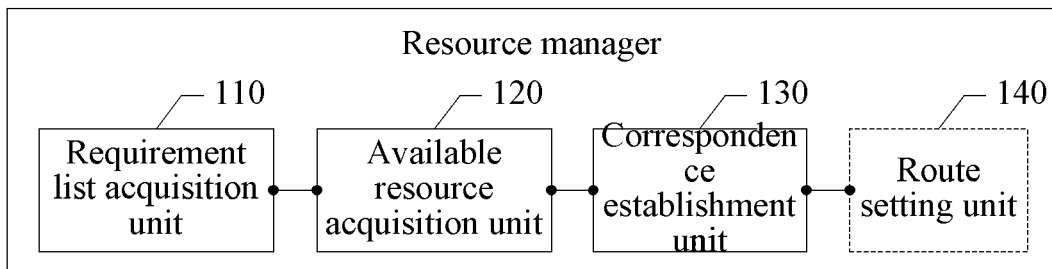 Resource manager
110
120
130
140
Requirement
list acquisition
unit
Available
resource
acquisition unit
Corresponden
ce
establishment
unit
Route
setting unit